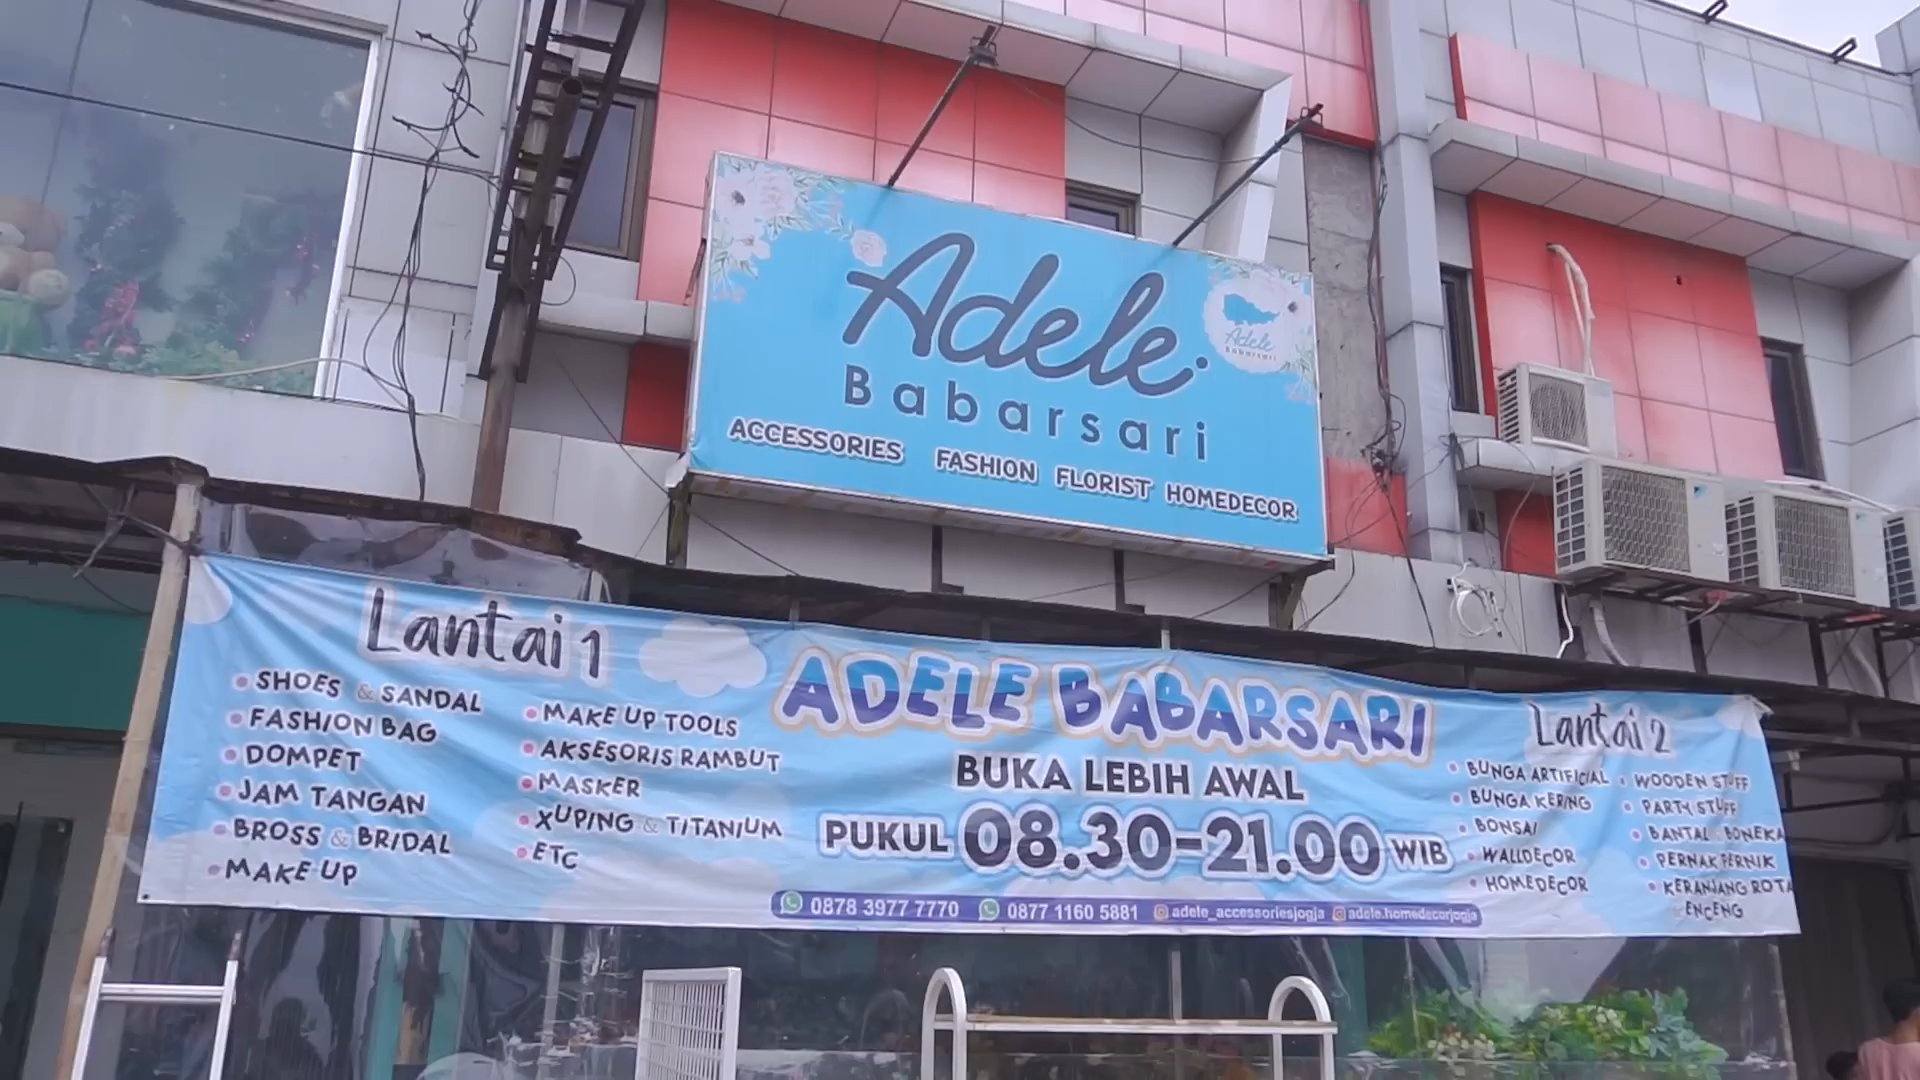 Adele
Babarsari
ACCESSORIES FASHION FLORIST HOMEDECOR
Adele
Babarsari
Lantai 1
SHOES & SANDAL
FASHION BAG
DOMPET
JAM TANGAN
BROSS & BRIDAL
MAKE UP
MAKE UP TOOLS
AKSESORIS RAMBUT
MASKER
XUPING & TITANIUM
ETC
ADELE BABARSARI
BUKA LEBIH AWAL
PUKUL 08.30-21.00 WIB
0878 3977 7770 0877 1160 5881 adele_accessoriesjogja adele.homedecorjogja
Lantai 2
BUNGA ARTIFICIAL
BUNGA KERING
BONSAI
WALLDECOR
HOMEDECOR
WOODEN STUFF
PARTY STUFF
BANTAL BONEKA
PERNAK PERNIK
KERANJANG ROTA
ENCENG